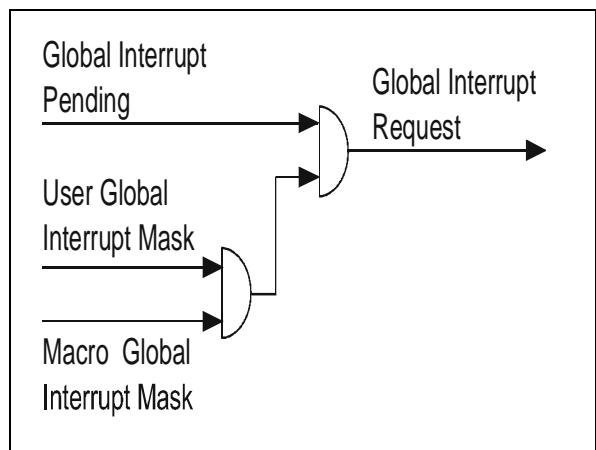 Global Interrupt
Pending
Global Interrupt
Request
User Global
Interrupt Mask
Macro Global
Interrupt Mask